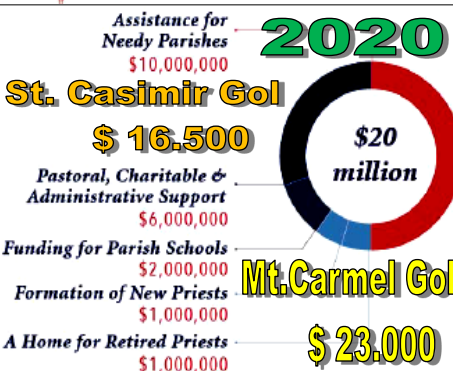 Assistance for
Needy Parishes
$10,000,000
2020
St. Casimir Gol
$ 16.500
$20
million
Pastoral, Charitable &
Administrative Support
$6,000,000
Funding for Parish Schools
$2,000,000
Formation of New Priests
$1,000,000
Mt.Carmel Gol
$ 23.000
A Home for Retired Priests
$1,000,000